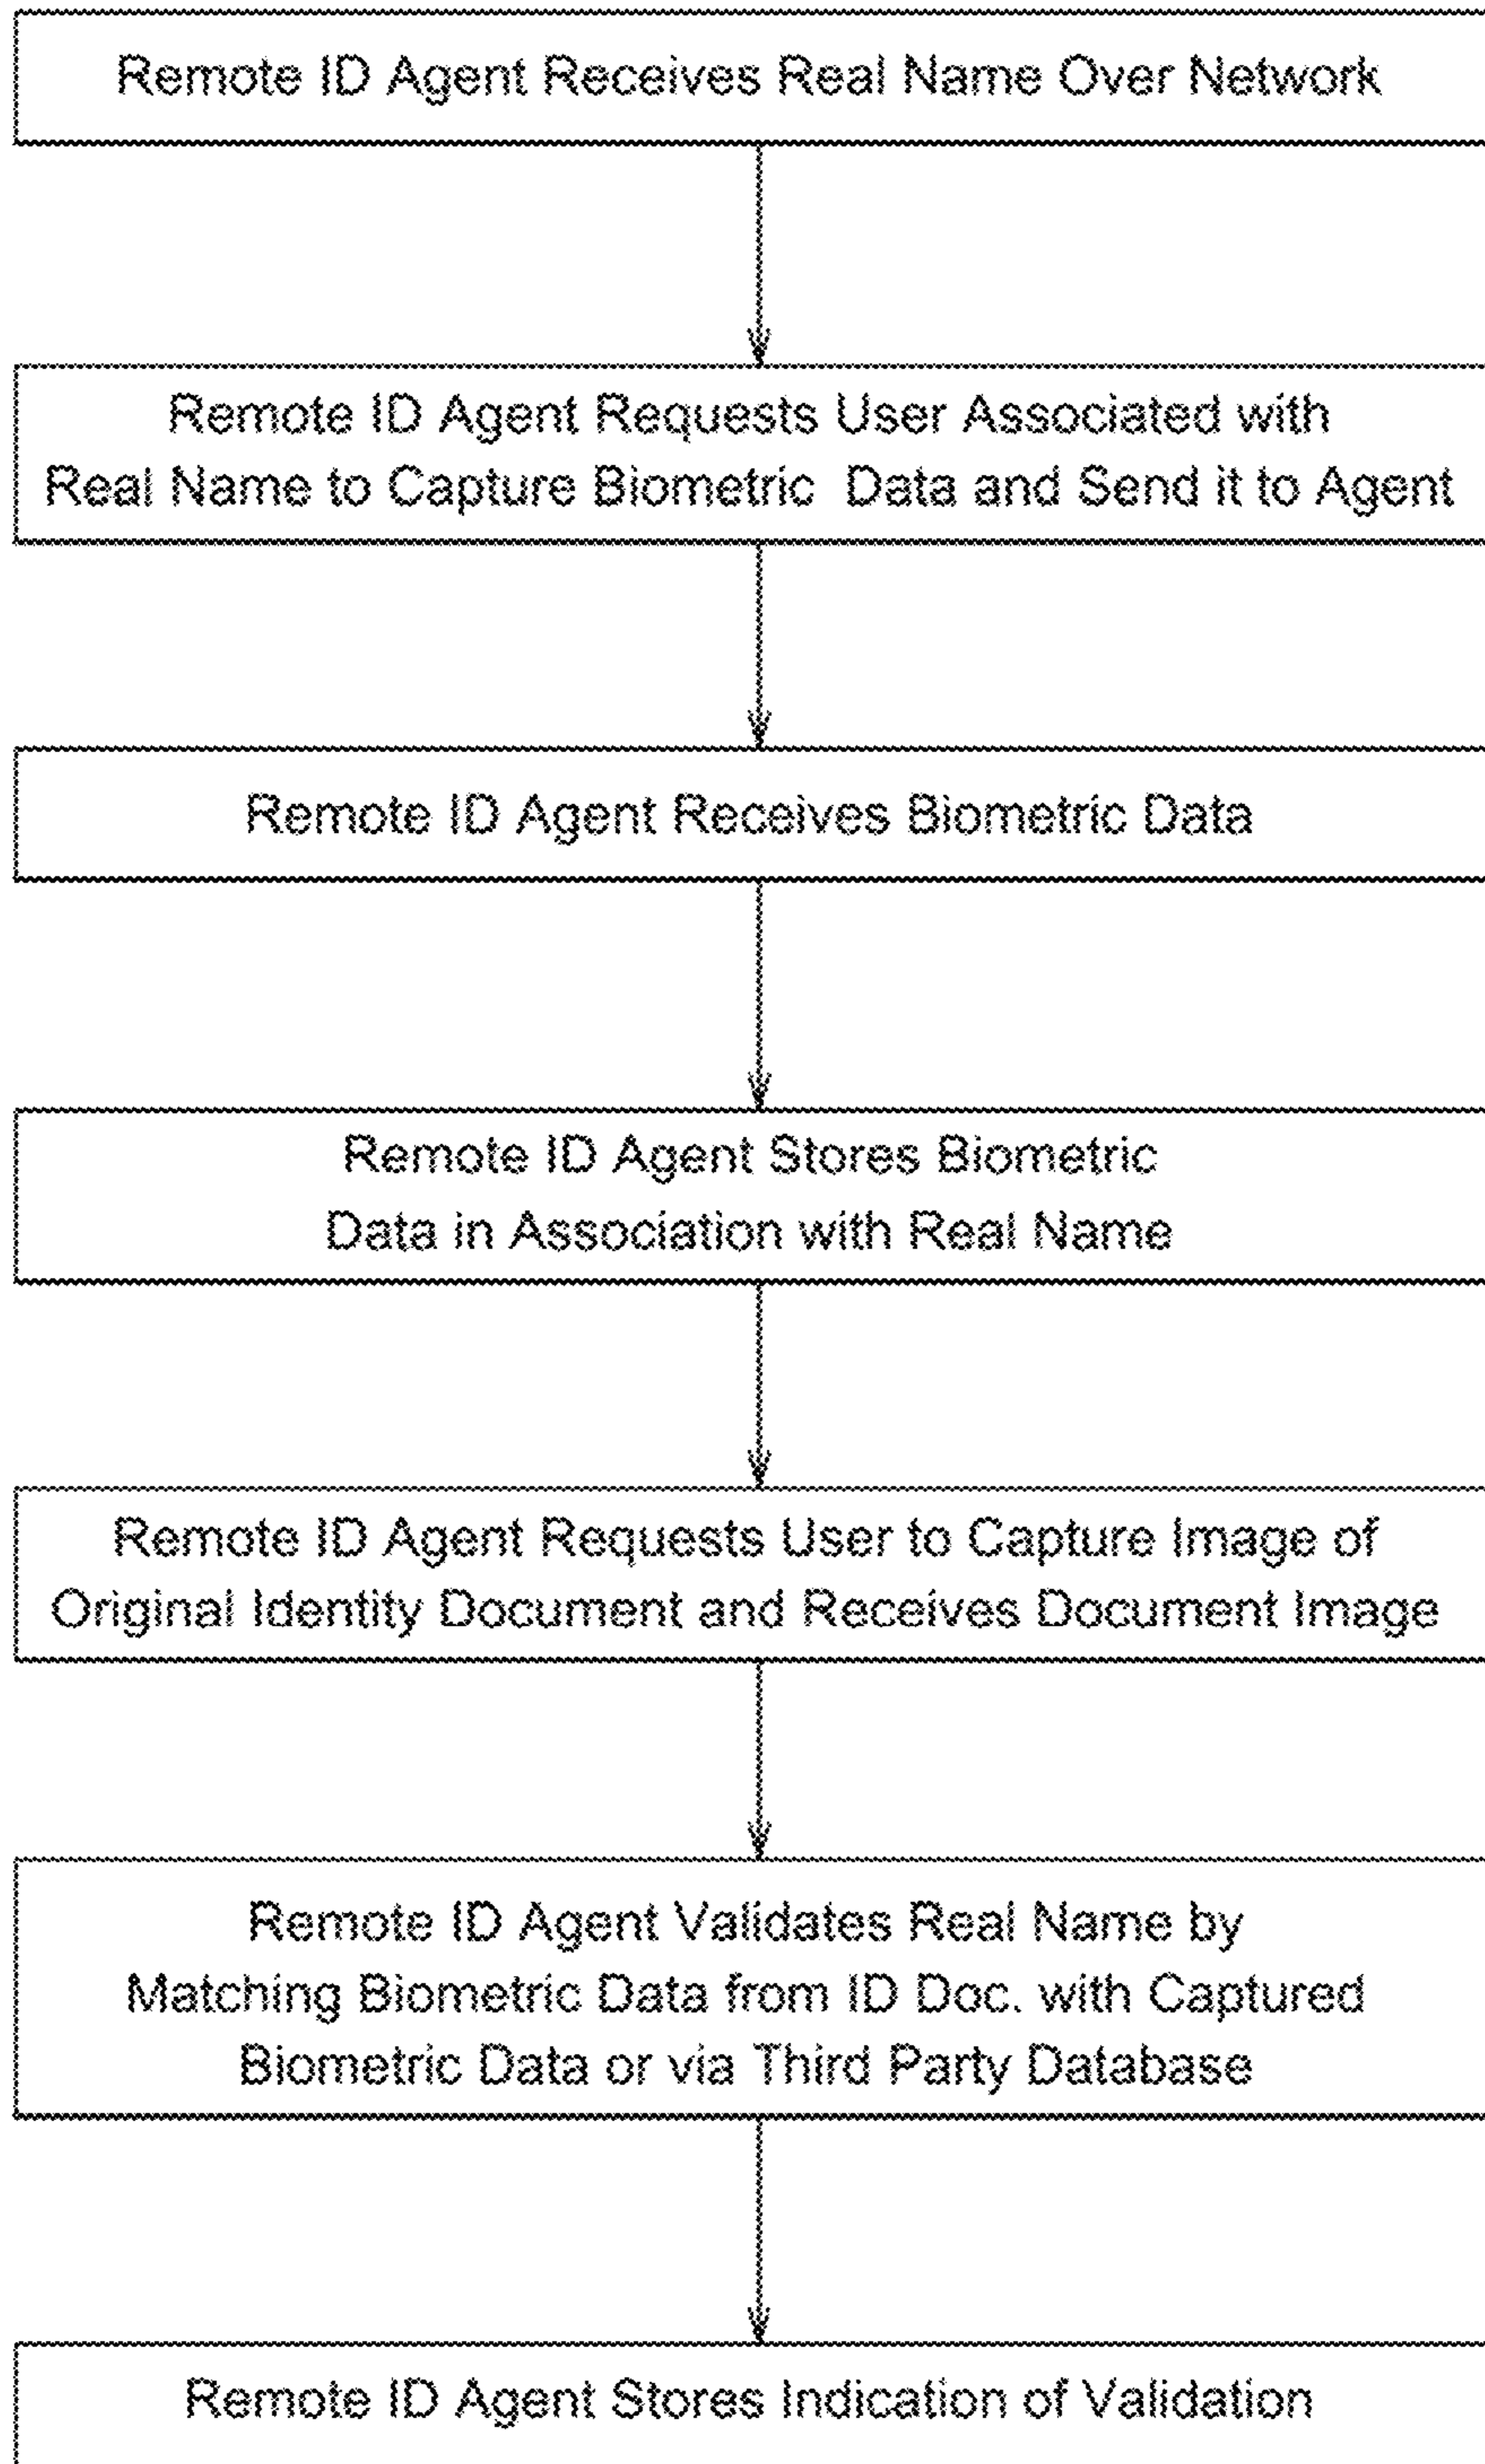 Remote ID Agent Receives Real Name Over Network
Remote ID Agent Requests User Associated with
Real Name to Capture Biometric Data and Send it to Agent
Remote ID Agent Receives Biometric Data
Remote ID Agent Stores Biometric
Data in Association with Real Name
Remote ID Agent Requests User to Capture Image of
Original Identity Document and Receives Document Image
Remote ID Agent Validates Real Name by
Matching Biometric Data from ID Doc. with Captured
Biometric Data or via Third Party Database
Remote ID Agent Stores Indication of Validation